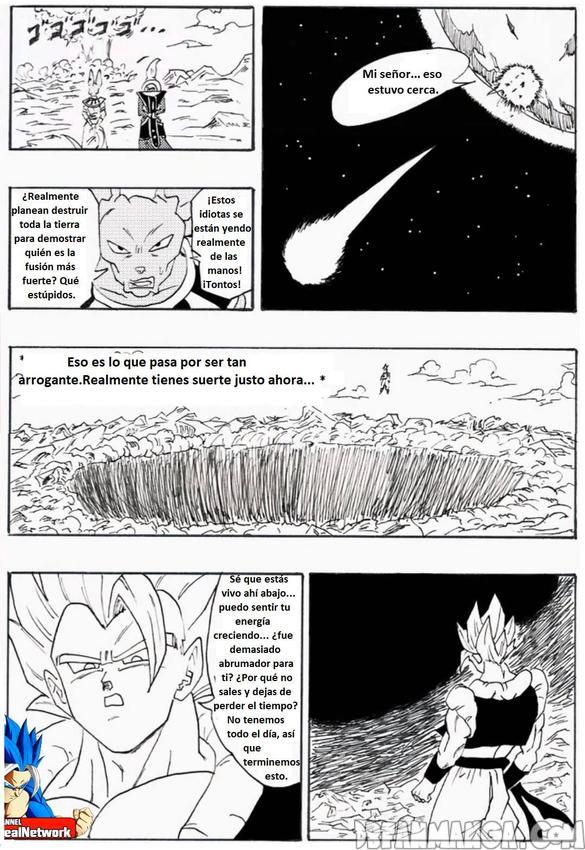 ゴゴゴゴゴ...
Mi señor... eso
estuvo cerca.
¿Realmente
planean destruir
toda la tierra
para demostrar
quién es la
fusión más
fuerte? Qué
estúpidos.
¡Estos
idiotas se
están yendo
realmente
de las
manos!
¡Tontos!
* Eso es lo que pasa por ser tan
arrogante.Realmente tienes suerte justo ahora... *
Sé que estás
vivo ahí abajo...
puedo sentir tu
energía
creciendo... ¿fue
demasiado
abrumador para
ti? ¿Por qué no
sales y dejas de
perder el tiempo?
No tenemos
todo el día, así
que
terminemos
esto.
ANNEL
ealNetwork
DBFANMANGA.COM